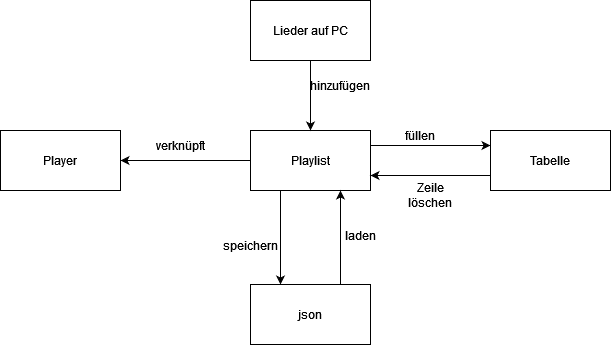 Lieder auf PC
hinzufügen
verknüpft
füllen
Player
Playlist
Tabelle
Zeile
löschen
speichern
laden
json